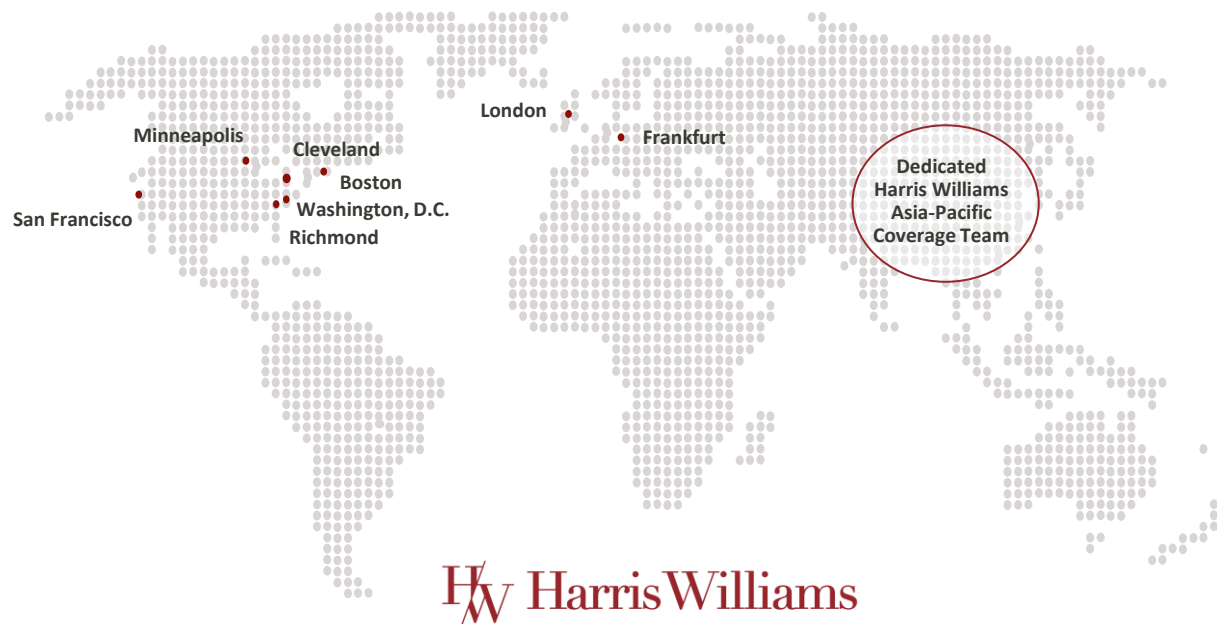 London
Minneapolis
Frankfurt
Cleveland
Boston
San Francisco
Washington, D.C.
Richmond
Dedicated
Harris Williams
Asia-Pacific
Coverage Team
HW Harris Williams